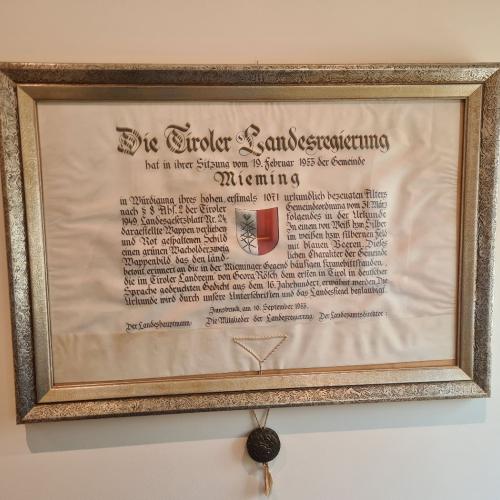 Die Tiroler Landesregierung
hat in ihrer Sitzung vom 19. Februar 1955 der Gemeinde
Mieming
in Würdigung ihres hohen, erstmals 1071 urkundlich bezeugten Alters
nach § 8 Abs. 2 der Tiroler Gemeindeordnung vom 31. März
1949 Landesgesetzblatt Nr. 24 folgendes in der Urkunde
dargestellte Wappen verliehen In einem von Weiß bzw. Silber
und Rot gespaltenen Schild im weißen bzw. silbernen Feld
einen grünen Wacholderzweig mit blauen Beeren. Dieses
Wappenbild das den ländlichen Charakter der Gemeinde
betont, erinnert an die in der Mieminger Gegend häufigen
die im Tiroler Landreim von Georg Rösch dem ersten in Tirol in deutscher
Sprache gedruckten Gedicht aus dem 16. Jahrhundert, erwähnt werden. Die
Urkunde wird durch unsere Unterschriften und das Landessiegel beglaubigt.
Innsbruck, am 10. September 1955.
Der Landeshauptmann: Die Mitglieder der Landesregierung: Der Landesamtsdirektor: